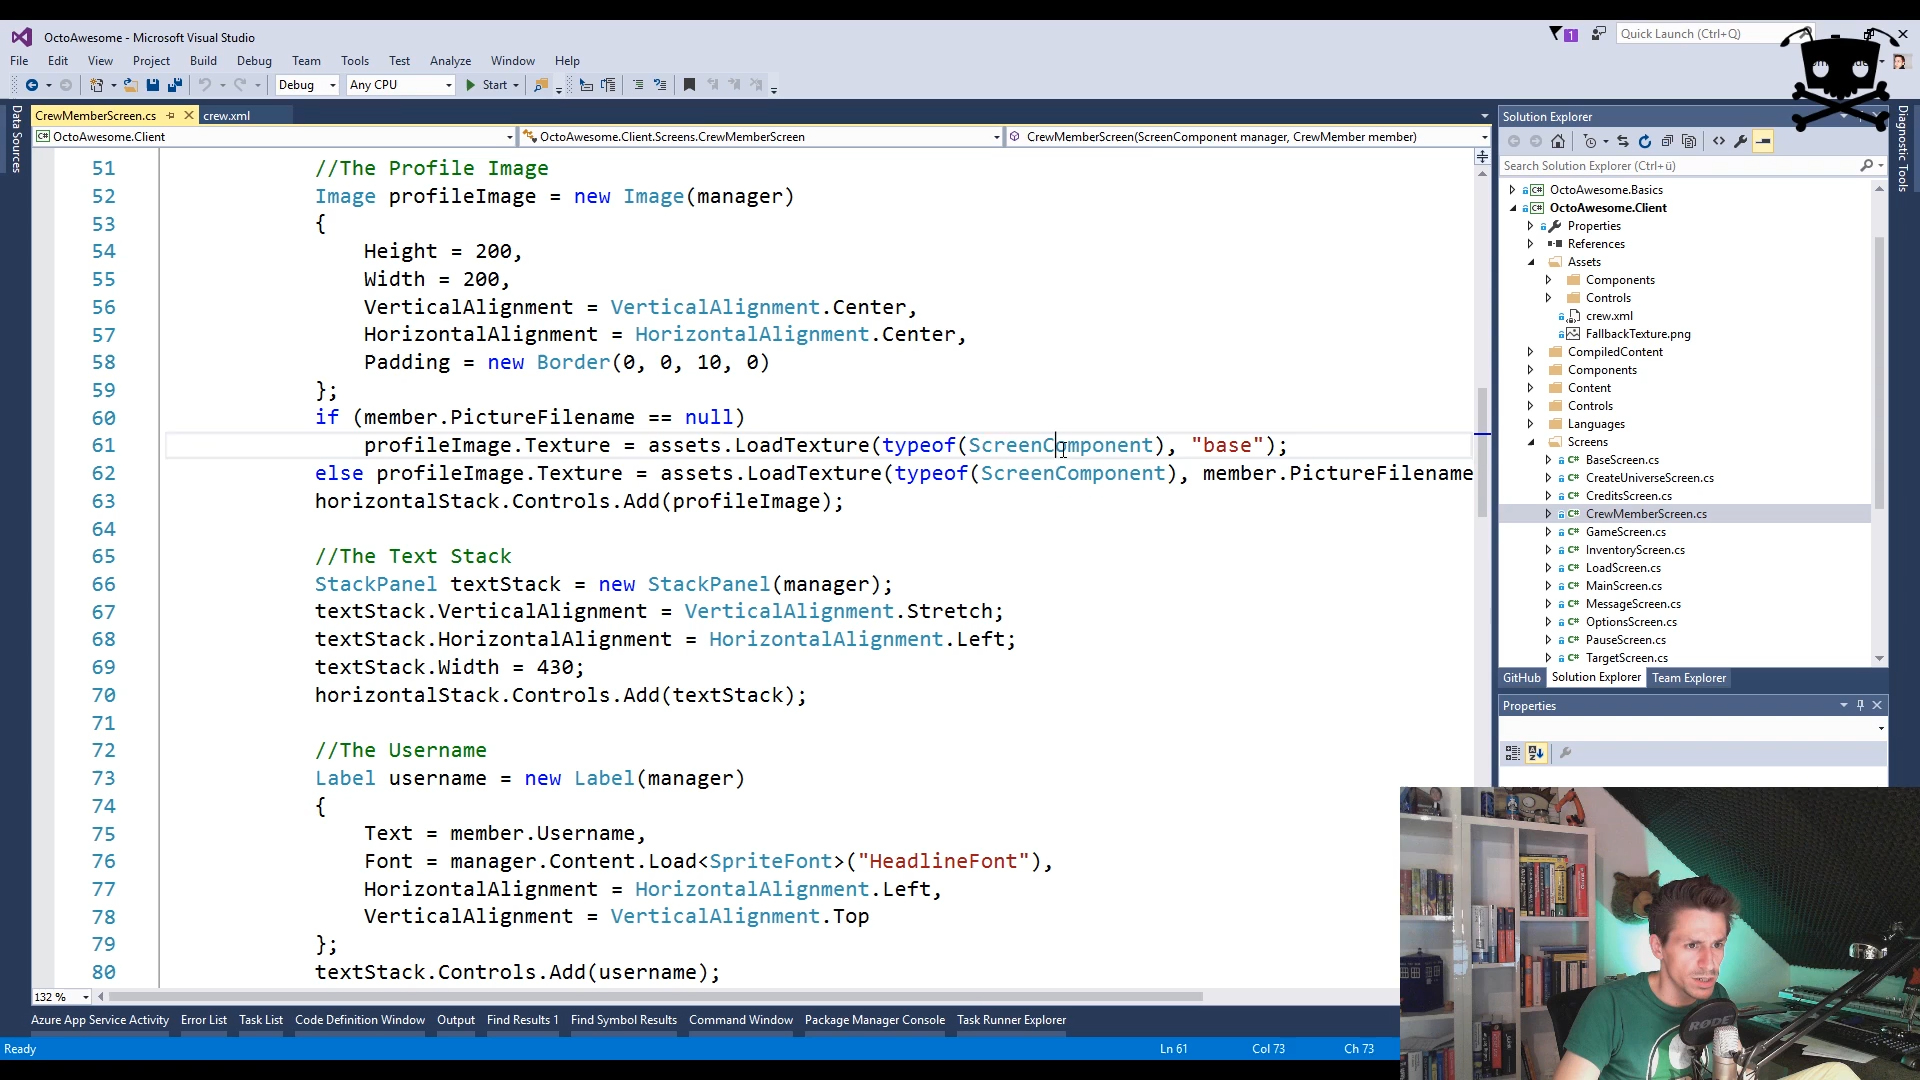 OctoAwesome - Microsoft Visual Studio
1
Quick Launch (Ctrl+Q)
File Edit View Project Build Debug Team Tools Test Analyze Window Help
Debug Any CPU Start
CrewMemberScreen.cs crew.xml
OctoAwesome.Client OctoAwesome.Client.Screens.CrewMemberScreen CrewMemberScreen(ScreenComponent manager, CrewMember member)
Data Sources
51 //The Profile Image
52 Image profileImage = new Image(manager)
53 {
54 Height = 200,
55 Width = 200,
56 VerticalAlignment = VerticalAlignment.Center,
57 HorizontalAlignment = HorizontalAlignment.Center,
58 Padding = new Border(0, 0, 10, 0)
59 };
60 if (member.PictureFilename == null)
61 profileImage.Texture = assets.LoadTexture(typeof(ScreenComponent), "base");
62 else profileImage.Texture = assets.LoadTexture(typeof(ScreenComponent), member.PictureFilename
63 horizontalStack.Controls.Add(profileImage);
64
65 //The Text Stack
66 StackPanel textStack = new StackPanel(manager);
67 textStack.VerticalAlignment = VerticalAlignment.Stretch;
68 textStack.HorizontalAlignment = HorizontalAlignment.Left;
69 textStack.Width = 430;
70 horizontalStack.Controls.Add(textStack);
71
72 //The Username
73 Label username = new Label(manager)
74 {
75 Text = member.Username,
76 Font = manager.Content.Load<SpriteFont>("HeadlineFont"),
77 HorizontalAlignment = HorizontalAlignment.Left,
78 VerticalAlignment = VerticalAlignment.Top
79 };
80 textStack.Controls.Add(username);
132 %
Solution Explorer
Search Solution Explorer (Ctrl+ü)
OctoAwesome.Basics
OctoAwesome.Client
Properties
References
Assets
Components
Controls
crew.xml
FallbackTexture.png
CompiledContent
Components
Content
Controls
Languages
Screens
BaseScreen.cs
CreateUniverseScreen.cs
CreditsScreen.cs
CrewMemberScreen.cs
GameScreen.cs
InventoryScreen.cs
LoadScreen.cs
MainScreen.cs
MessageScreen.cs
OptionsScreen.cs
PauseScreen.cs
TargetScreen.cs
GitHub Solution Explorer Team Explorer
Properties
Diagnostic Tools
Azure App Service Activity Error List Task List Code Definition Window Output Find Results 1 Find Symbol Results Command Window Package Manager Console Task Runner Explorer
Ready Ln 61 Col 73 Ch 73
RODE